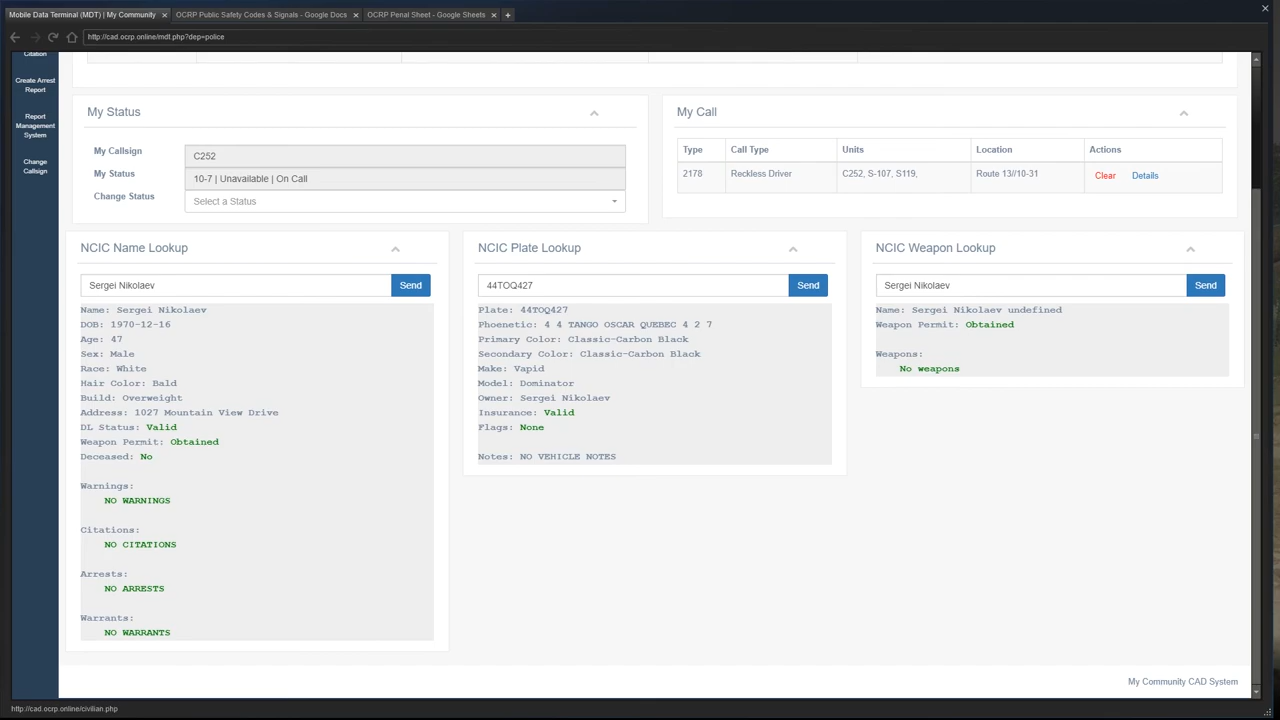 Mobile Data Terminal (MDT) | My Community
OCRP Public Safety Codes & Signals - Google Docs
OCRP Penal Sheet - Google Sheets
http://cad.ocrp.online/mdt.php?dep=police
Citation
Create Arrest
Report
Report
Management
System
Change
Callsign
My Status
My Callsign
C252
My Status
10-7 | Unavailable | On Call
Change Status
Select a Status
My Call
Type Call Type Units Location Actions
2178 Reckless Driver C252, S-107, S119, Route 13//10-31 Clear Details
NCIC Name Lookup
Sergei Nikolaev Send
Name: Sergei Nikolaev
DOB: 1970-12-16
Age: 47
Sex: Male
Race: White
Hair Color: Bald
Build: Overweight
Address: 1027 Mountain View Drive
DL Status: Valid
Weapon Permit: Obtained
Deceased: No
Warnings:
NO WARNINGS
Citations:
NO CITATIONS
Arrests:
NO ARRESTS
Warrants:
NO WARRANTS
NCIC Plate Lookup
44TOQ427 Send
Plate: 44TOQ427
Phoenetic: 4 4 TANGO OSCAR QUEBEC 4 2 7
Primary Color: Classic-Carbon Black
Secondary Color: Classic-Carbon Black
Make: Vapid
Model: Dominator
Owner: Sergei Nikolaev
Insurance: Valid
Flags: None
Notes: NO VEHICLE NOTES
NCIC Weapon Lookup
Sergei Nikolaev Send
Name: Sergei Nikolaev undefined
Weapon Permit: Obtained
Weapons:
No weapons
My Community CAD System
http://cad.ocrp.online/civilian.php